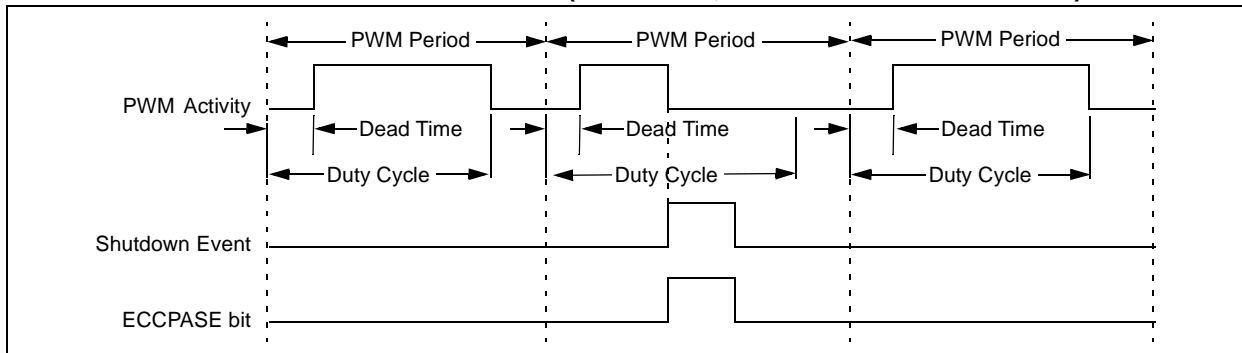 PWM Period PWM Period PWM Period
PWM Activity
Dead Time Dead Time Dead Time
Duty Cycle Duty Cycle Duty Cycle
Shutdown Event
ECCPASE bit